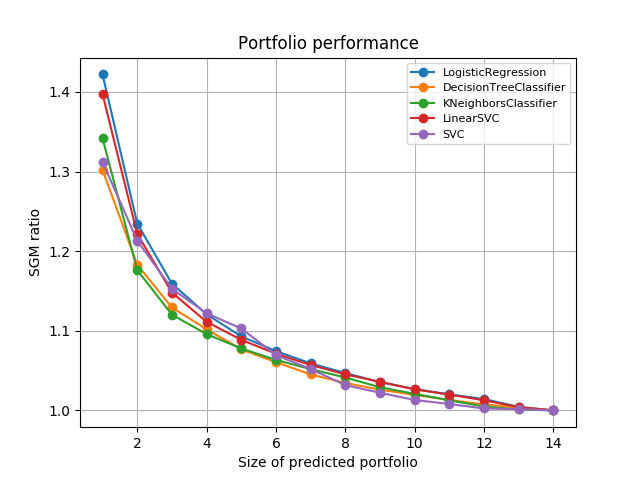 Portfolio performance
LogisticRegression
DecisionTreeClassifier
KNeighborsClassifier
LinearSVC
SVC
1.4
1.3
1.2
1.1
1.0
SGM ratio
2 4 6 8 10 12 14
Size of predicted portfolio